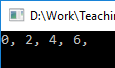 D:\Work\Teachin
0, 2, 4, 6,